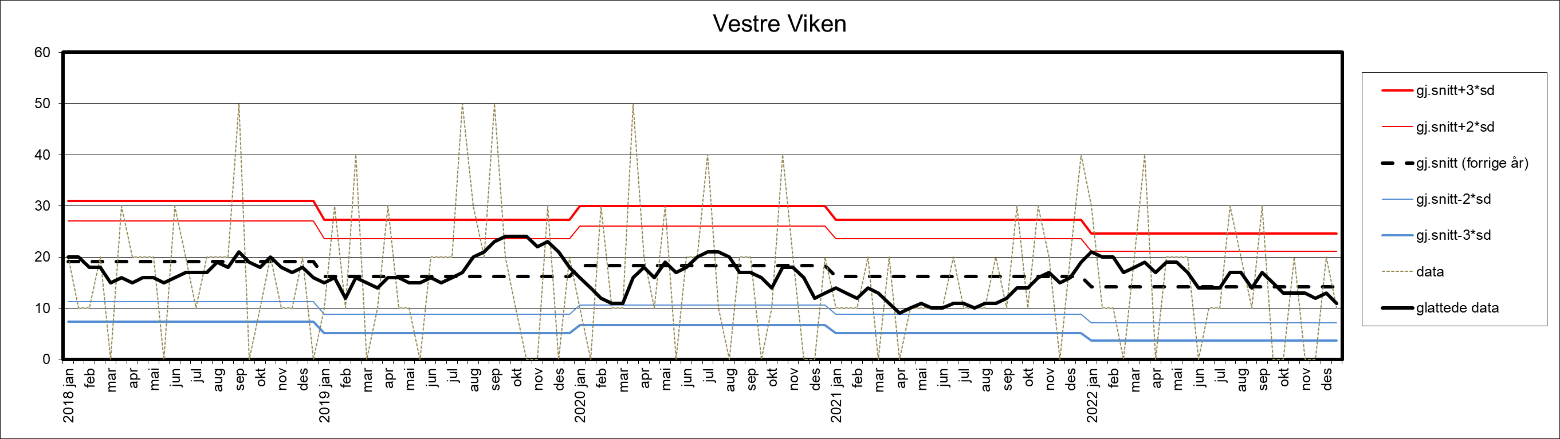 Vestre Viken
60
50
40
30
20
10
0
2018 jan
feb
mar
apr
mai
jun
jul
aug
sep
okt
nov
des
2019 jan
feb
mar
apr
mai
jun
jul
aug
sep
okt
nov
des
2020 jan
feb
mar
apr
mai
jun
jul
aug
sep
okt
nov
des
2021 jan
feb
mar
apr
mai
jun
jul
aug
sep
okt
nov
des
2022 jan
feb
mar
apr
mai
jun
jul
aug
sep
okt
nov
des
gj.snitt+3*sd
gj.snitt+2*sd
gj.snitt (forrige år)
gj.snitt-2*sd
gj.snitt-3*sd
data
glattede data